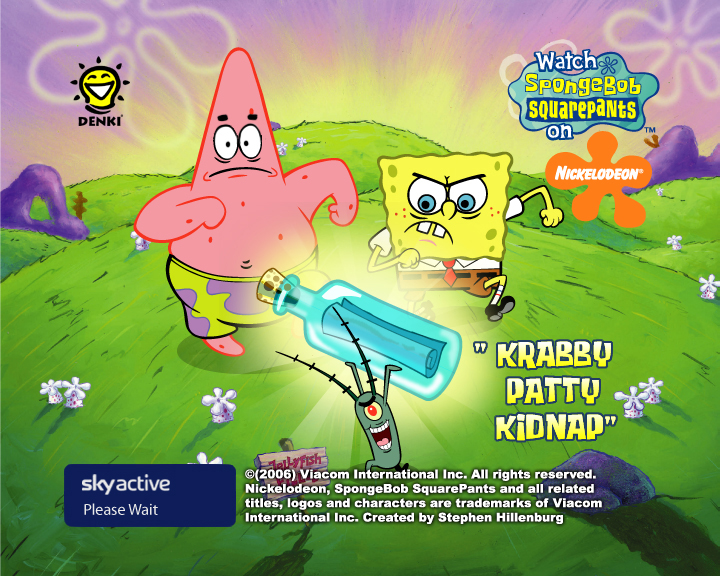 DENKI
Watch
SpongeBob
SQUAREPANTS
on
TM
NICKELODEON®
" KRABBY
PATTY
KiDNAP"
Jellyfish
sky active
Please Wait
©(2006) Viacom International Inc. All rights reserved.
Nickelodeon, SpongeBob SquarePants and all related
titles, logos and characters are trademarks of Viacom
International Inc. Created by Stephen Hillenburg